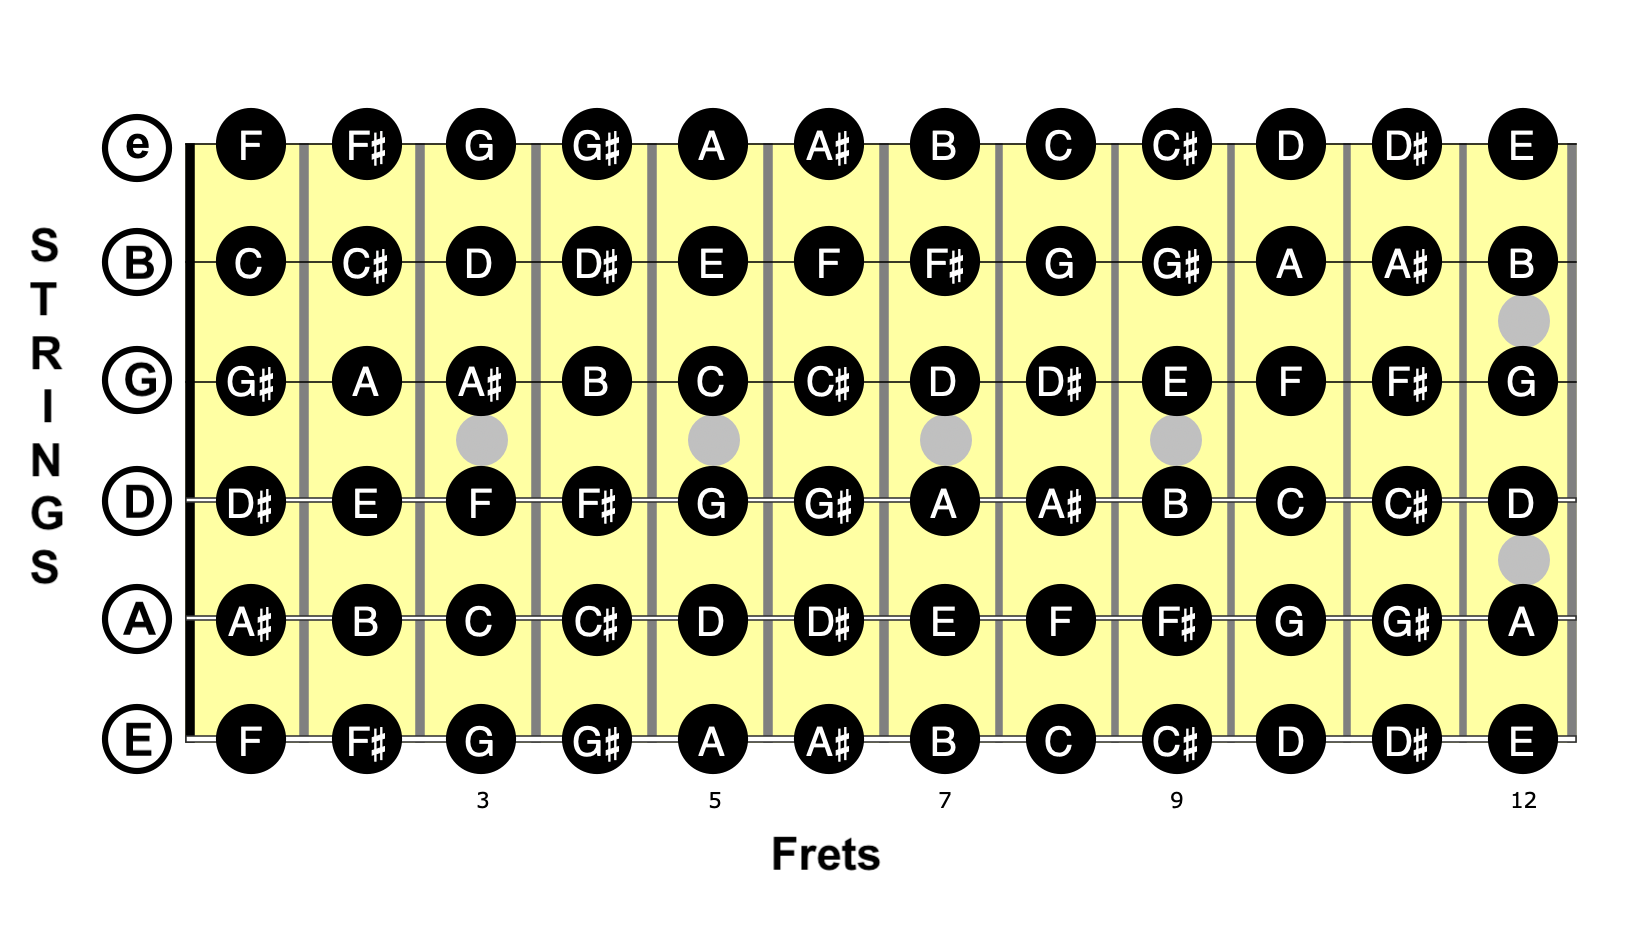 e F F♯ G G♯ A A♯ B C C♯ D D♯ E
B C C♯ D D♯ E F F♯ G G♯ A A♯ B
G G♯ A A♯ B C C♯ D D♯ E F F♯ G
D D♯ E F F♯ G G♯ A A♯ B C C♯ D
A A♯ B C C♯ D D♯ E F F♯ G G♯ A
E F F♯ G G♯ A A♯ B C C♯ D D♯ E
STRINGS
3 5 7 9 12
Frets